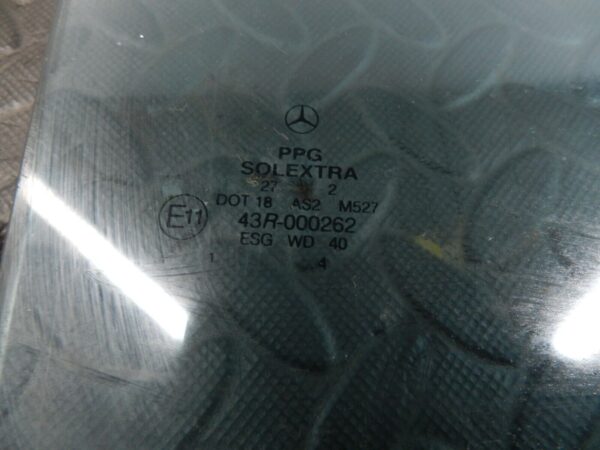 PPG
SOLEXTRA
27 2
DOT 18 AS2 M527
E11 43R-000262
ESG WD 40
1 4